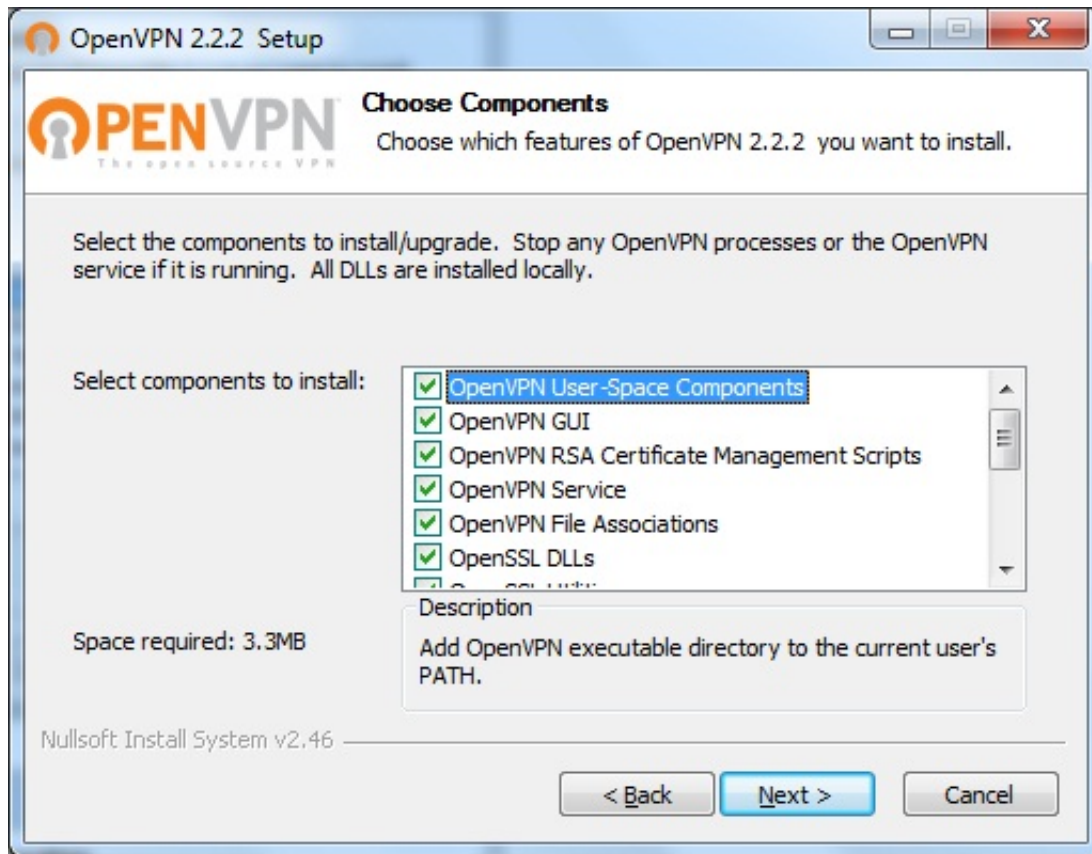 OpenVPN 2.2.2 Setup
OPENVPN
The open source VPN
Choose Components
Choose which features of OpenVPN 2.2.2 you want to install.
Select the components to install/upgrade. Stop any OpenVPN processes or the OpenVPN
service if it is running. All DLLs are installed locally.
Select components to install:
OpenVPN User-Space Components
OpenVPN GUI
OpenVPN RSA Certificate Management Scripts
OpenVPN Service
OpenVPN File Associations
OpenSSL DLLs
Space required: 3.3MB
Description
Add OpenVPN executable directory to the current user's
PATH.
Nullsoft Install System v2.46
< Back
Next >
Cancel